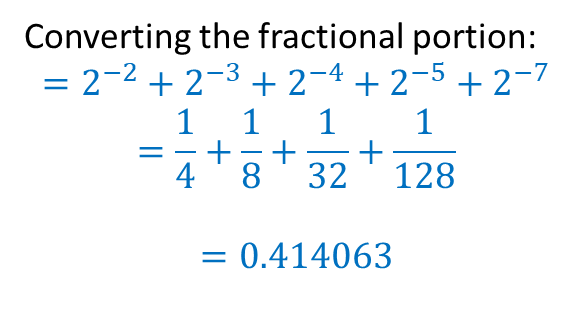 Converting the fractional portion:
= 2⁻² + 2⁻³ + 2⁻⁴ + 2⁻⁵ + 2⁻⁷
= 1/4 + 1/8 + 1/32 + 1/128
= 0.414063